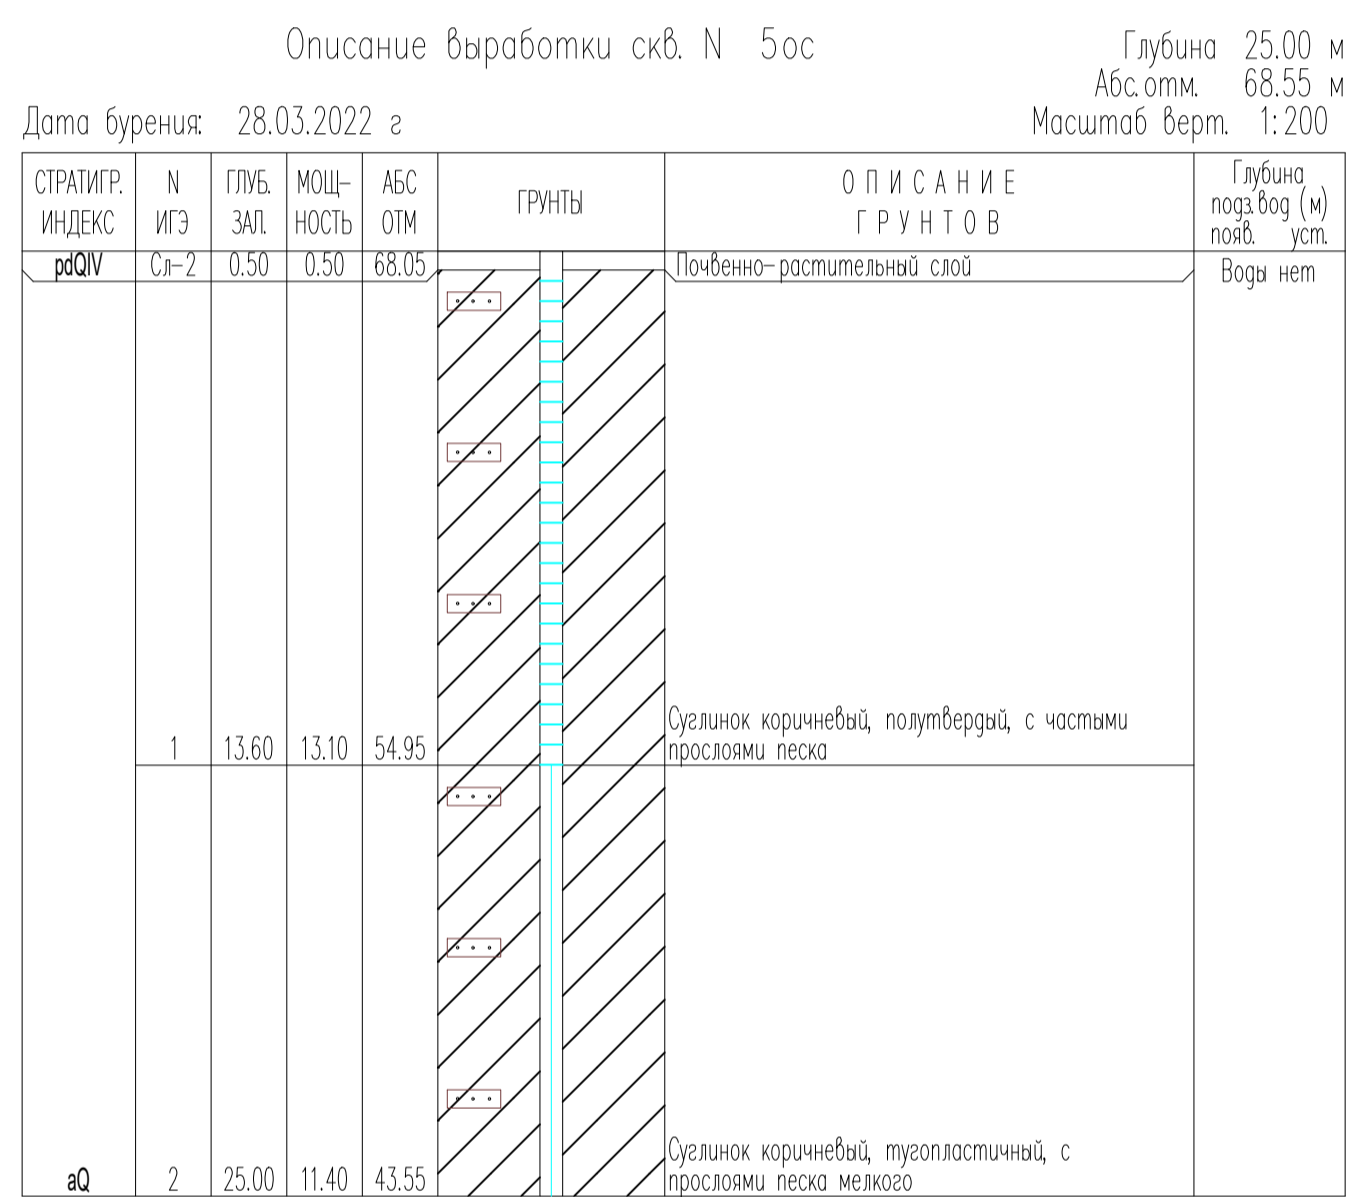 Описание выработки скв. N 5ос
Глубина 25.00 м
Абс.отм. 68.55 м
Дата бурения: 28.03.2022 г
Масштаб верт. 1:200
СТРАТИГР. ИНДЕКС
N ИГЭ
ГЛУБ. ЗАЛ.
МОЩ- НОСТЬ
АБС ОТМ
ГРУНТЫ
ОПИСАНИЕ ГРУНТОВ
Глубина
подз.вод (м)
появ. уст.
pdQIV Сл-2 0.50 0.50 68.05 Почвенно-растительный слой
Воды нет
Суглинок коричневый, полутвердый, с частыми
1 13.60 13.10 54.95 прослоями песка
Суглинок коричневый, тугопластичный, с
aQ 2 25.00 11.40 43.55 прослоями песка мелкого